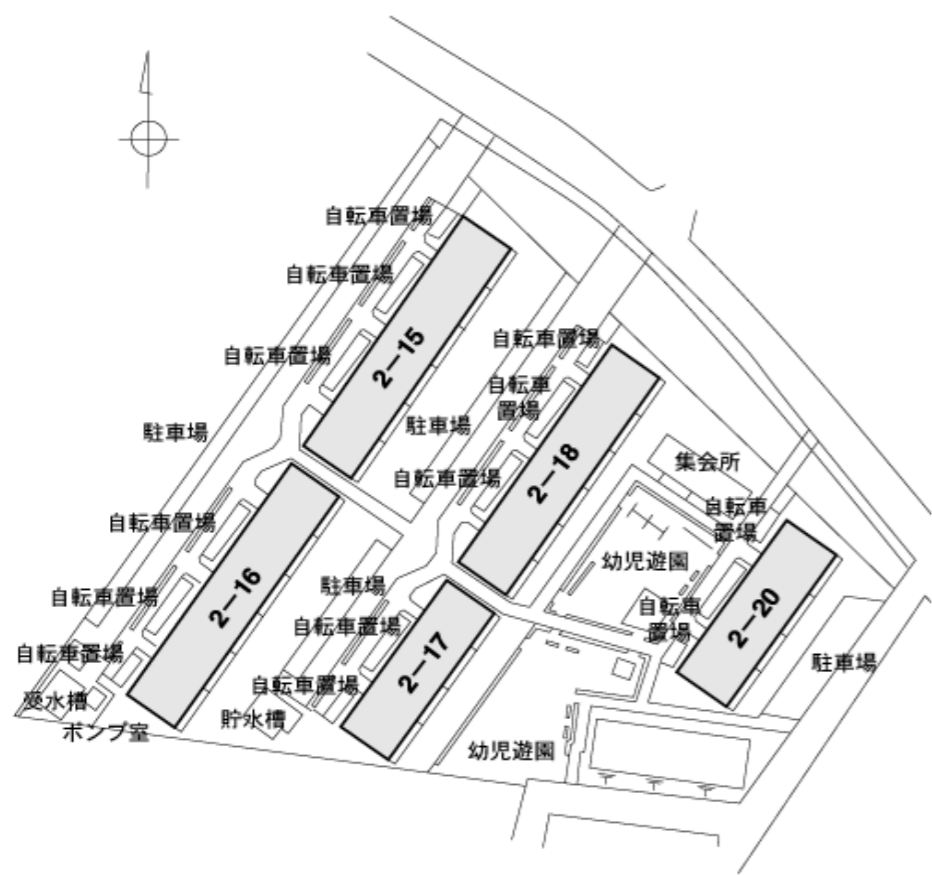 自転車置場
自転車置場
自転車置場
2-15
自転車置場
自転車
置場
駐車場
駐車場
集会所
2-18
自転車置場
自転車
置場
自転車置場
幼児遊園
2-16
駐車場
自転車置場
自転車
置場
2-20
自転車置場
2-17
自転車置場
駐車場
自転車置場
受水槽
ポンプ室
貯水槽
幼児遊園